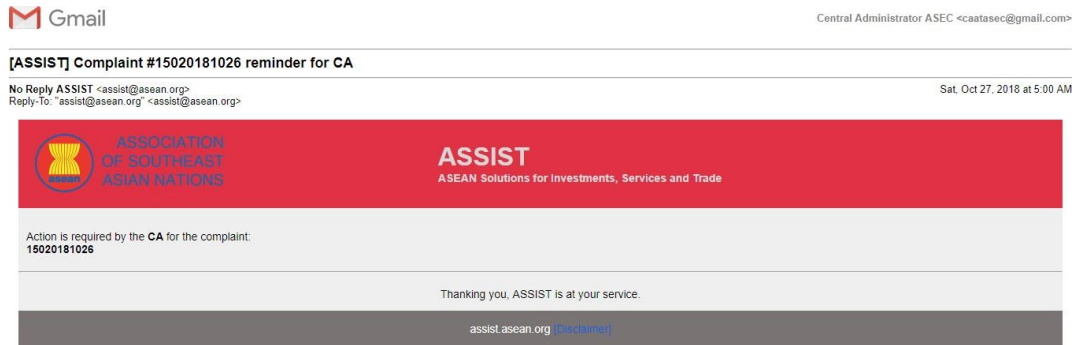 Gmail
Central Administrator ASEC <caatasec@gmail.com>
[ASSIST] Complaint #15020181026 reminder for CA
No Reply ASSIST <assist@asean.org>
Sat, Oct 27, 2018 at 5:00 AM
Reply-To: "assist@asean.org" <assist@asean.org>
asean
ASSOCIATION
OF SOUTHEAST
ASIAN NATIONS
ASSIST
ASEAN Solutions for Investments, Services and Trade
Action is required by the CA for the complaint:
15020181026
Thanking you, ASSIST is at your service.
assist.asean.org [Disclaimer]